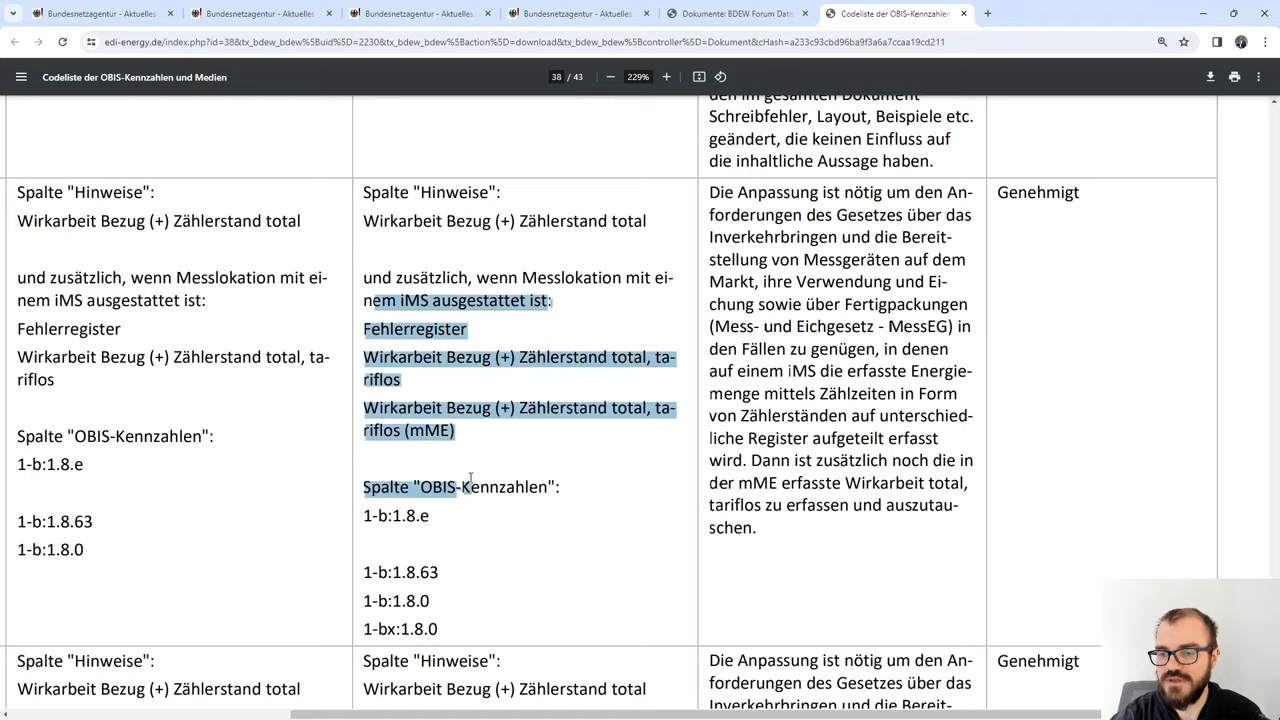 Bundesnetzagentur - Aktuelles
Bundesnetzagentur - Aktuelles
Bundesnetzagentur - Aktuelles
Bundesnetzagentur - Aktuelles
Dokumente: BDEW Forum Date
Codeliste der OBIS-Kennzahlen
edi-energy.de/index.php?id=38&tx_bdew_bdew%5Buid%5D=2230&tx_bdew_bdew%5Baction%5D=download&tx_bdew_bdew%5Bcontroller%5D=Dokument&cHash=a233c93cbd96ba9f3a6a7ccaa19cd211
Codeliste der OBIS-Kennzahlen und Medien
38 / 43
229%
den im gesamten Dokument
Schreibfehler, Layout, Beispiele etc.
geändert, die keinen Einfluss auf
die inhaltliche Aussage haben.
Spalte "Hinweise":
Wirkarbeit Bezug (+) Zählerstand total
und zusätzlich, wenn Messlokation mit ei-
nem iMS ausgestattet ist:
Fehlerregister
Wirkarbeit Bezug (+) Zählerstand total, ta-
riflos
Spalte "OBIS-Kennzahlen":
1-b:1.8.e
1-b:1.8.63
1-b:1.8.0
Spalte "Hinweise":
Wirkarbeit Bezug (+) Zählerstand total
und zusätzlich, wenn Messlokation mit ei-
nem iMS ausgestattet ist:
Fehlerregister
Wirkarbeit Bezug (+) Zählerstand total, ta-
riflos
Wirkarbeit Bezug (+) Zählerstand total, ta-
riflos (mME)
Spalte "OBIS-Kennzahlen":
1-b:1.8.e
1-b:1.8.63
1-b:1.8.0
1-bx:1.8.0
Die Anpassung ist nötig um den An-
forderungen des Gesetzes über das
Inverkehrbringen und die Bereit-
stellung von Messgeräten auf dem
Markt, ihre Verwendung und Ei-
chung sowie über Fertigpackungen
(Mess- und Eichgesetz - MessEG) in
den Fällen zu genügen, in denen
auf einem iMS die erfasste Energie-
menge mittels Zählzeiten in Form
von Zählerständen auf unterschied-
liche Register aufgeteilt erfasst
wird. Dann ist zusätzlich noch die in
der mME erfasste Wirkarbeit total,
tariflos zu erfassen und auszutau-
schen.
Genehmigt
Spalte "Hinweise":
Wirkarbeit Bezug (+) Zählerstand total
Spalte "Hinweise":
Wirkarbeit Bezug (+) Zählerstand total
Die Anpassung ist nötig um den An-
forderungen des Gesetzes über das
Inverkehrbringen und die Bereit-
Genehmigt